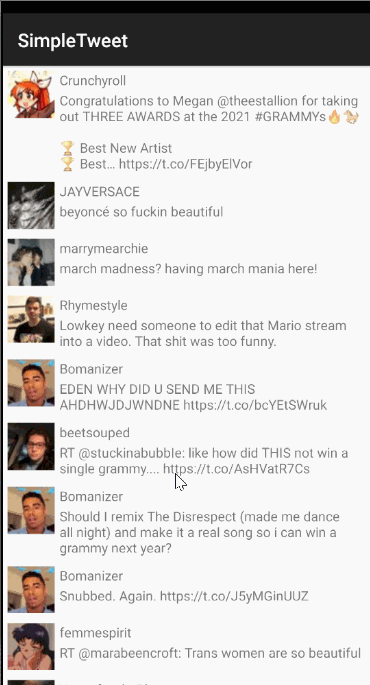 SimpleTweet
Crunchyroll
Congratulations to Megan @theestallion for taking
out THREE AWARDS at the 2021 #GRAMMYs🔥🐎
🏆 Best New Artist
🏆 Best… https://t.co/FEjbyElVor
JAYVERSACE
beyoncé so fuckin beautiful
marrymearchie
march madness? having march mania here!
Rhymestyle
Lowkey need someone to edit that Mario stream
into a video. That shit was too funny.
Bomanizer
EDEN WHY DID U SEND ME THIS
AHDHWJDJWNDNE https://t.co/bcYEtSWruk
beetsouped
RT @stuckinabubble: like how did THIS not win a
single grammy.... https://t.co/AsHVatR7Cs
Bomanizer
Should I remix The Disrespect (made me dance
all night) and make it a real song so i can win a
grammy next year?
Bomanizer
Snubbed. Again. https://t.co/J5yMGinUUZ
femmespirit
RT @marabeencroft: Trans women are so beautiful